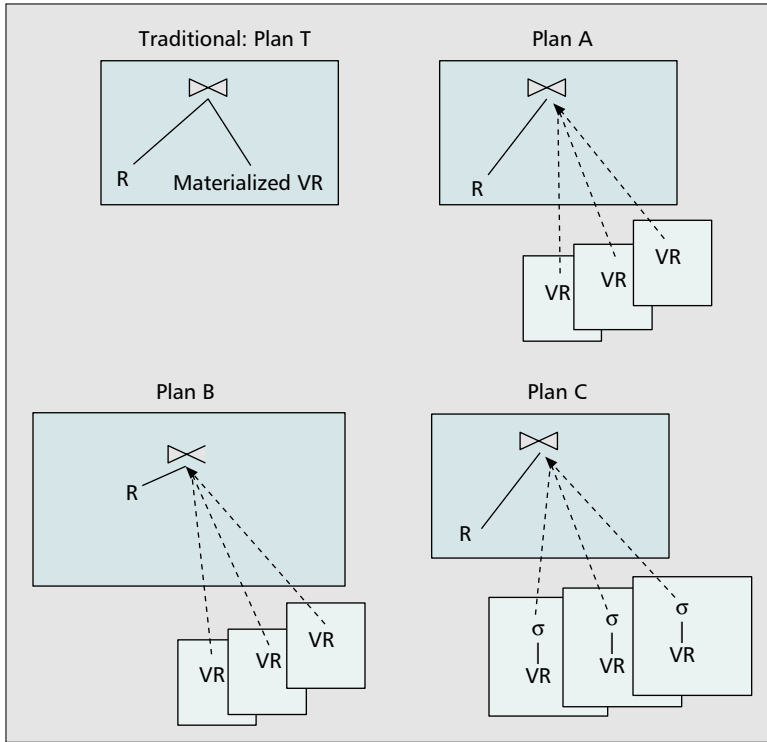 Traditional: Plan T
R
Materialized VR
Plan A
R
VR
VR
VR
Plan B
R
VR
VR
VR
Plan C
R
σ
VR
σ
VR
σ
VR